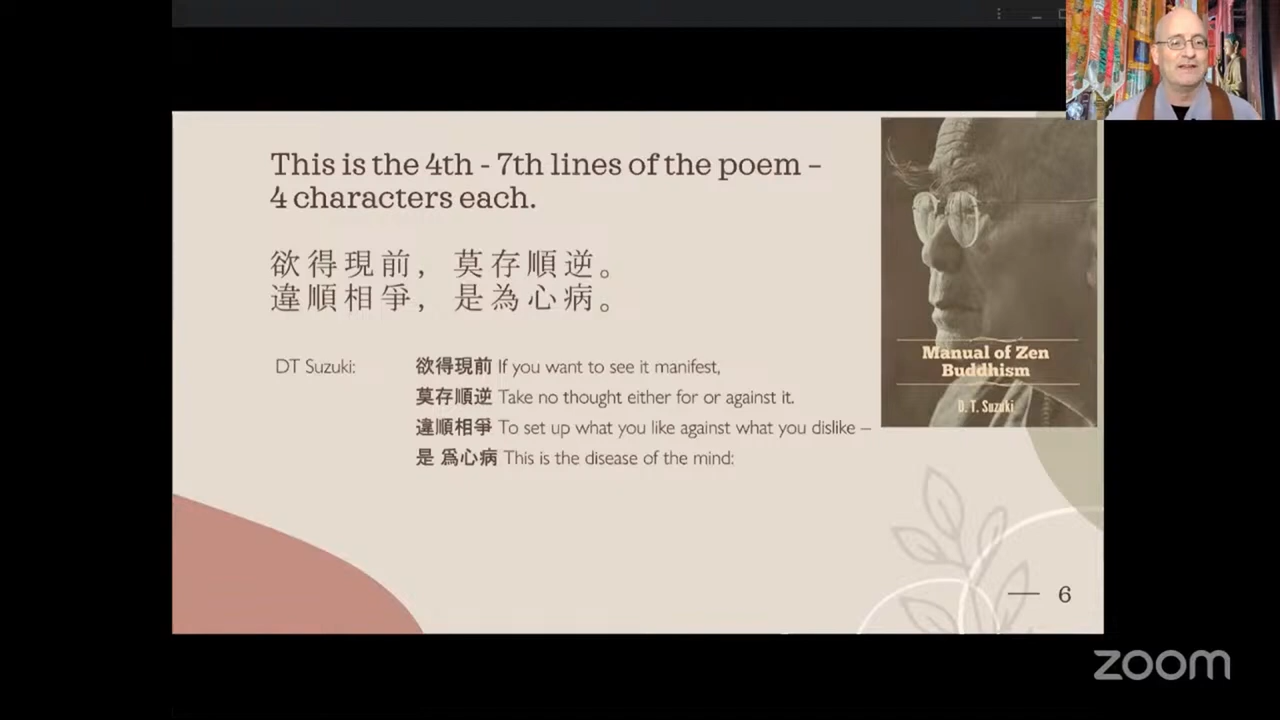 This is the 4th - 7th lines of the poem –
4 characters each.
欲得現前，莫存順逆。
違順相爭，是為心病。
DT Suzuki:
欲得現前 If you want to see it manifest,
莫存順逆 Take no thought either for or against it.
違順相爭 To set up what you like against what you dislike –
是 爲心病 This is the disease of the mind:
Manual of Zen
Buddhism
D. T. Suzuki
6
zoom